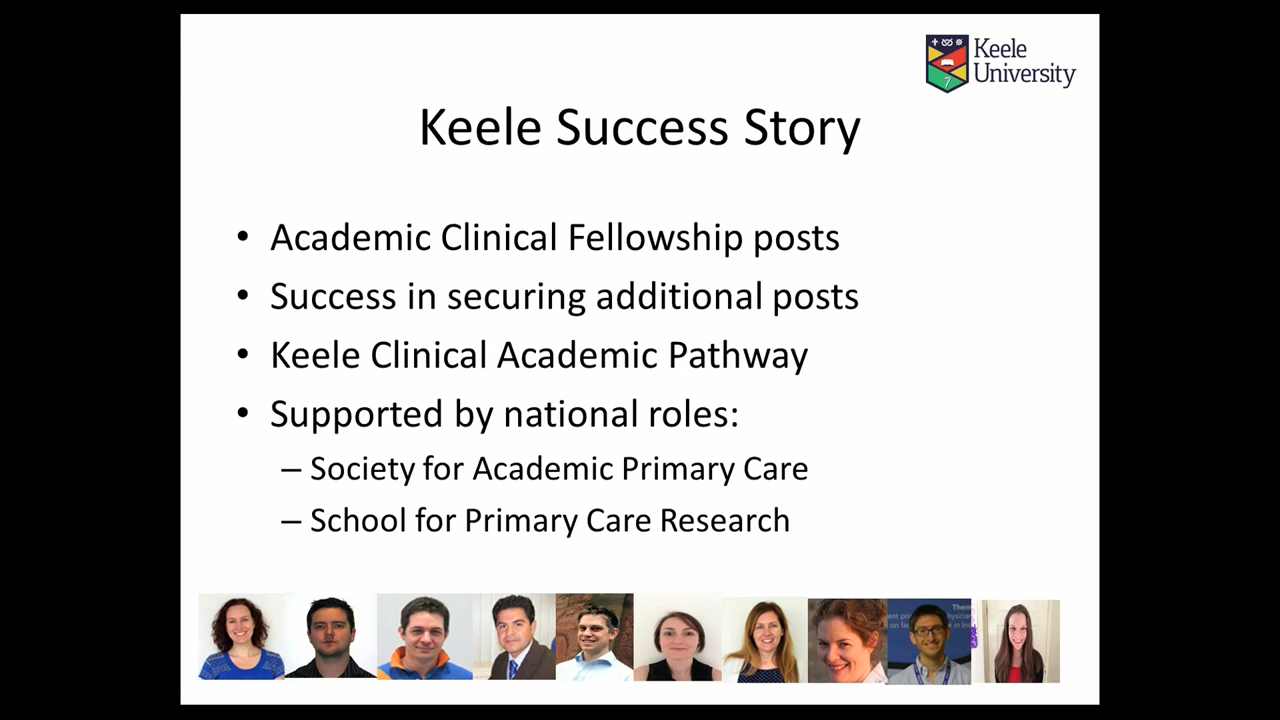 Keele
University
Keele Success Story
• Academic Clinical Fellowship posts
• Success in securing additional posts
• Keele Clinical Academic Pathway
• Supported by national roles:
– Society for Academic Primary Care
– School for Primary Care Research